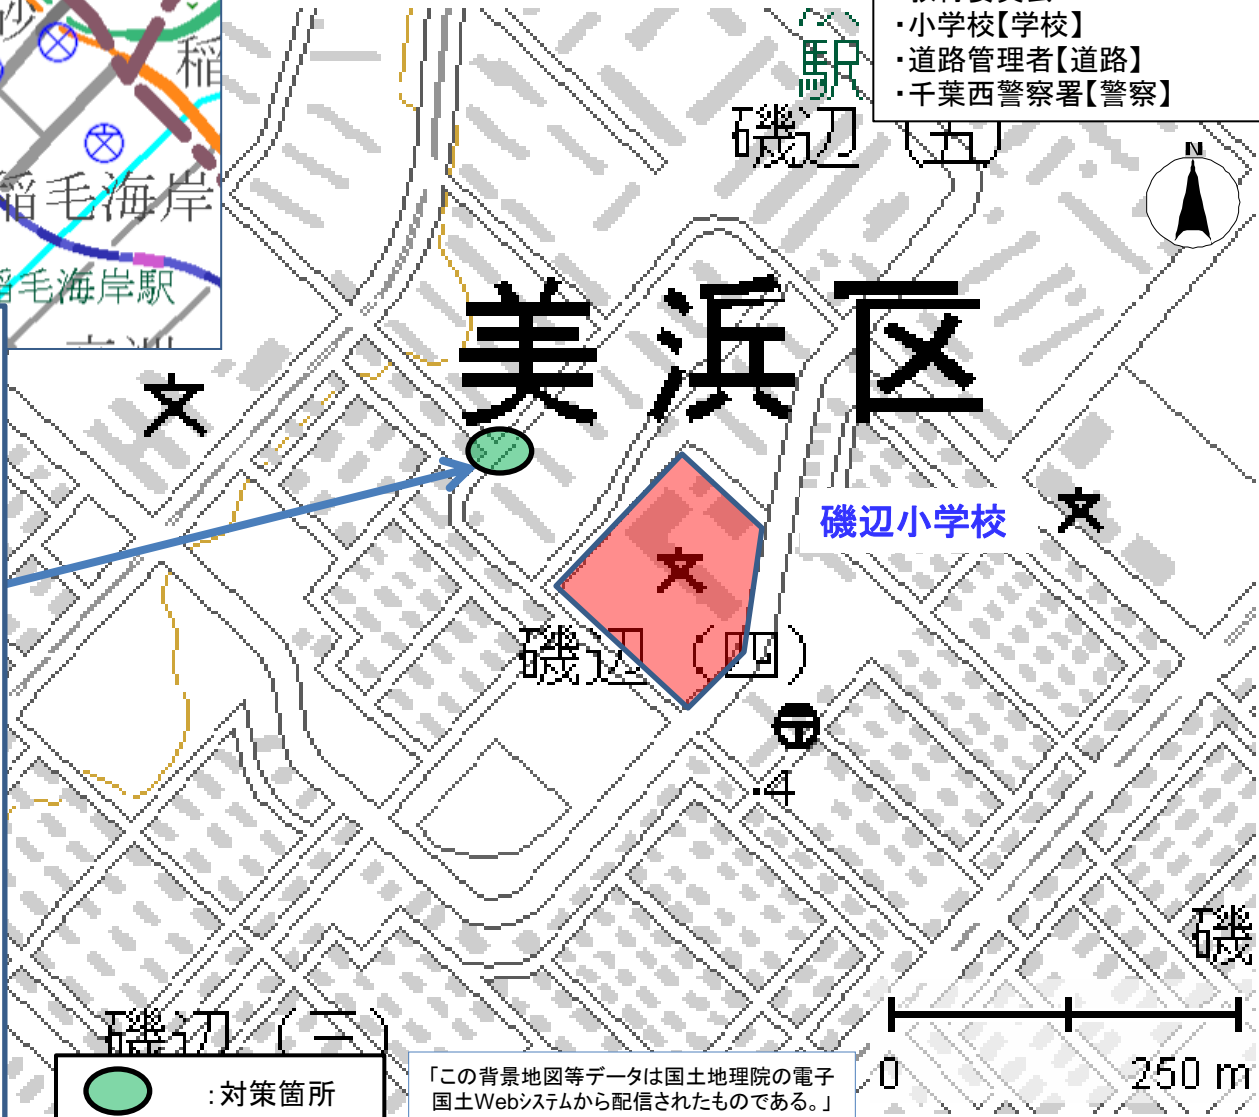 ・小学校【学校】
・道路管理者【道路】
・千葉西警察署【警察】
駅
磯辺 (五)
稲
稲毛海岸
稲毛海岸駅
美浜区
磯辺小学校
磯辺 (四)
・4
磯
磯辺 (三)
0
250 m
:対策箇所
「この背景地図等データは国土地理院の電子
国土Webシステムから配信されたものである。」
N